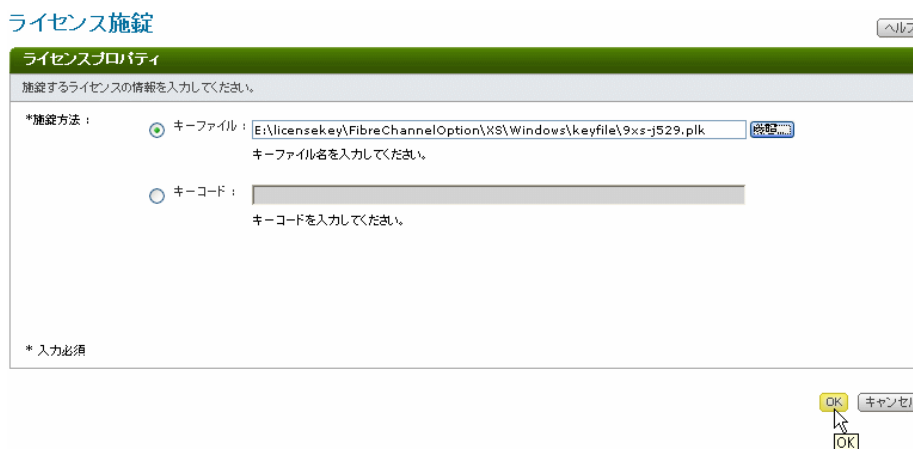 ライセンス施錠
ヘルプ
ライセンスプロパティ
施錠するライセンスの情報を入力してください。
*施錠方法：
キーファイル：
E:\licensekey\FibreChannelOption\XS\Windows\keyfile\9xs-j529.plk
参照...
キーファイル名を入力してください。
キーコード：
キーコードを入力してください。
* 入力必須
OK
キャンセル
OK